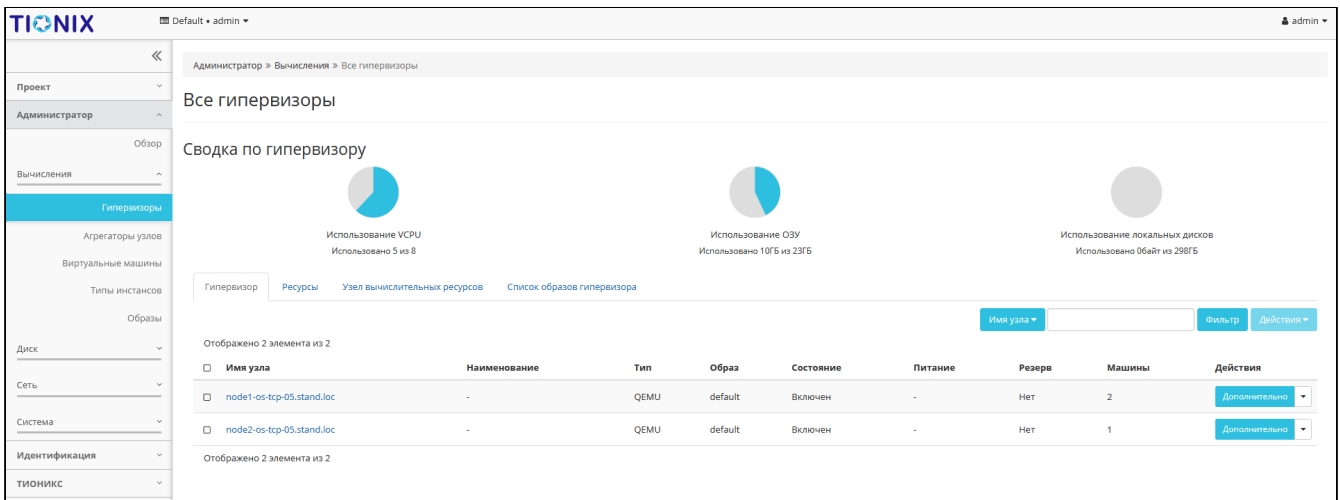 TIONIX
Default • admin
admin
Администратор » Вычисления » Все гипервизоры
Проект
Администратор
Обзор
Вычисления
Гипервизоры
Агрегаторы узлов
Виртуальные машины
Типы инстансов
Образы
Диск
Сеть
Система
Идентификация
ТИОНИКС
Все гипервизоры
Сводка по гипервизору
Использование VCPU
Использовано 5 из 8
Использование ОЗУ
Использовано 10ГБ из 23ГБ
Использование локальных дисков
Использовано 0байт из 298ГБ
Гипервизор Ресурсы Узел вычислительных ресурсов Список образов гипервизора
Имя узла Фильтр Действия
Отображено 2 элемента из 2
Имя узла Наименование Тип Образ Состояние Питание Резерв Машины Действия
node1-os-tcp-05.stand.loc - QEMU default Включен - Нет 2 Дополнительно
node2-os-tcp-05.stand.loc - QEMU default Включен - Нет 1 Дополнительно
Отображено 2 элемента из 2